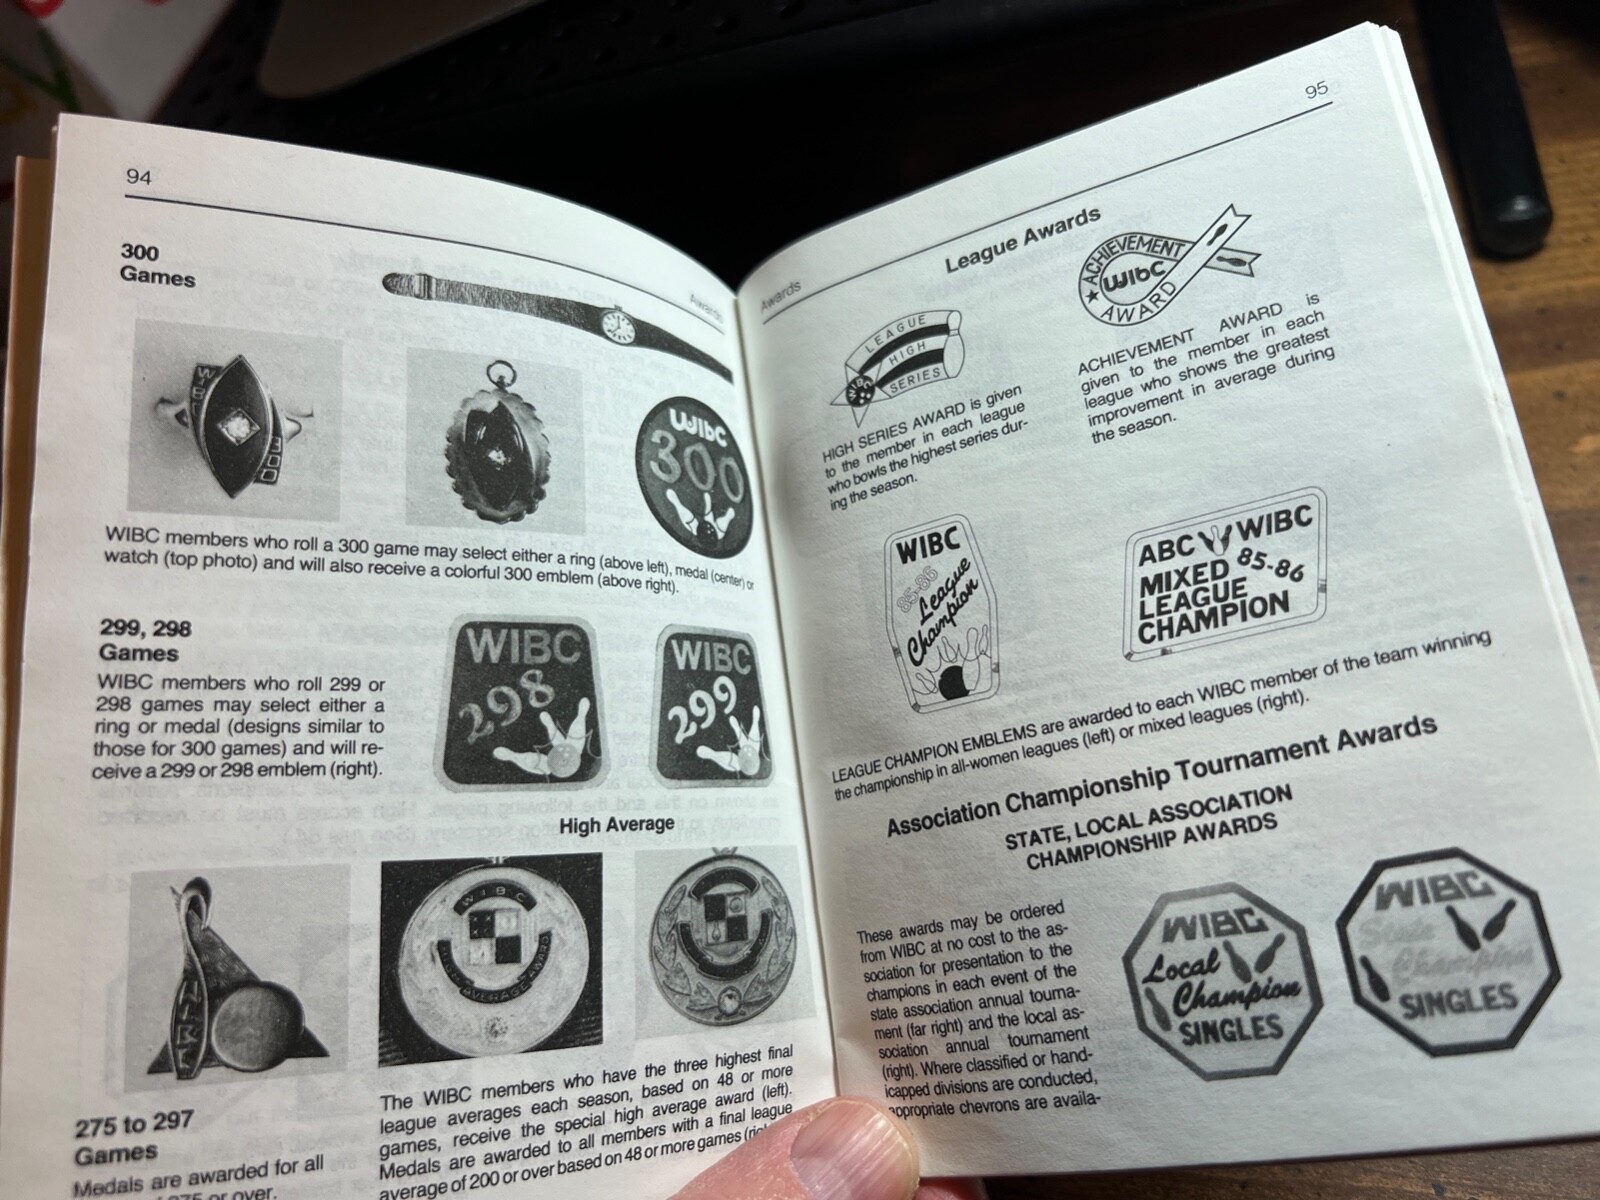 94
Awards
300
Games
WIBC
300
WIBC
300
WIBC members who roll a 300 game may select either a ring (above left), medal (center) or
watch (top photo) and will also receive a colorful 300 emblem (above right).
299, 298
Games
WIBC members who roll 299 or
298 games may select either a
ring or medal (designs similar to
those for 300 games) and will re-
ceive a 299 or 298 emblem (right).
WIBC
298
WIBC
299
High Average
WIBC
AVERAGE AWARD
275 to 297
Games
Medals are awarded for all
275 or over.
The WIBC members who have the three highest final
league averages each season, based on 48 or more
games, receive the special high average award (left).
Medals are awarded to all members with a final league
average of 200 or over based on 48 or more games
95
Awards
League Awards
LEAGUE
HIGH
SERIES
WIBC
HIGH SERIES AWARD is given
to the member in each league
who bowls the highest series dur-
ing the season.
ACHIEVEMENT
WIBC
AWARD
ACHIEVEMENT AWARD is
given to the member in each
league who shows the greatest
improvement in average during
the season.
WIBC
85-86
League
Champion
ABC WIBC
MIXED 85-86
LEAGUE
CHAMPION
LEAGUE CHAMPION EMBLEMS are awarded to each WIBC member of the team winning
the championship in all-women leagues (left) or mixed leagues (right).
Association Championship Tournament Awards
STATE, LOCAL ASSOCIATION
CHAMPIONSHIP AWARDS
These awards may be ordered
from WIBC at no cost to the as-
sociation for presentation to the
champions in each event of the
state association annual tourna-
ment (far right) and the local as-
sociation annual tournament
(right). Where classified or hand-
icapped divisions are conducted,
appropriate chevrons are availa-
WIBC
Local
Champion
SINGLES
WIBC
State
Champion
SINGLES